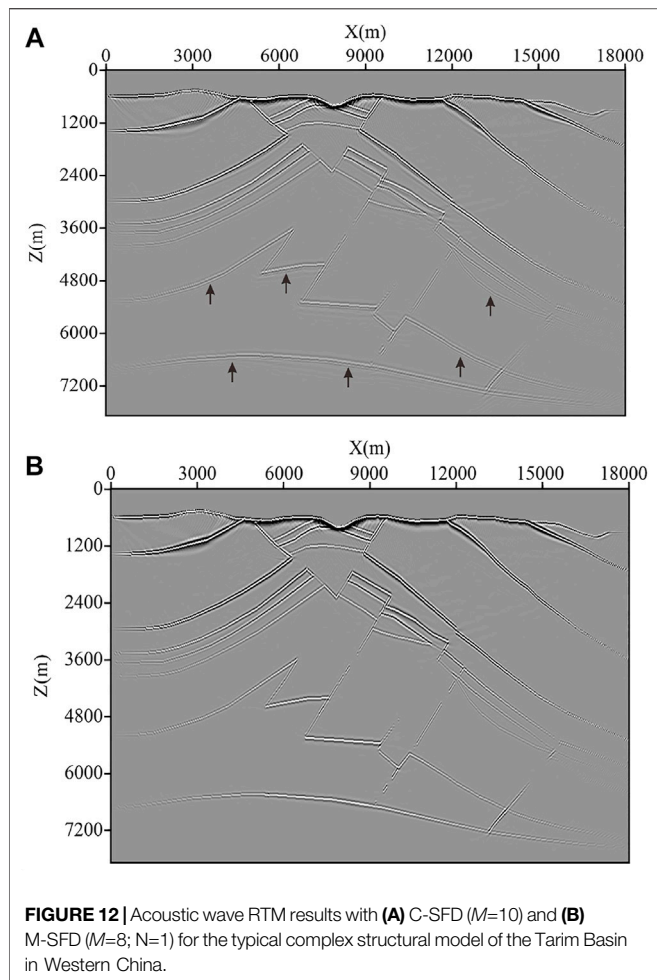 A
X(m)
0 3000 6000 9000 12000 15000 18000
0
1200
2400
3600
4800
6000
7200
Z(m)
B
X(m)
0 3000 6000 9000 12000 15000 18000
0
1200
2400
3600
4800
6000
7200
Z(m)
FIGURE 12 | Acoustic wave RTM results with (A) C-SFD (M=10) and (B)
M-SFD (M=8; N=1) for the typical complex structural model of the Tarim Basin
in Western China.